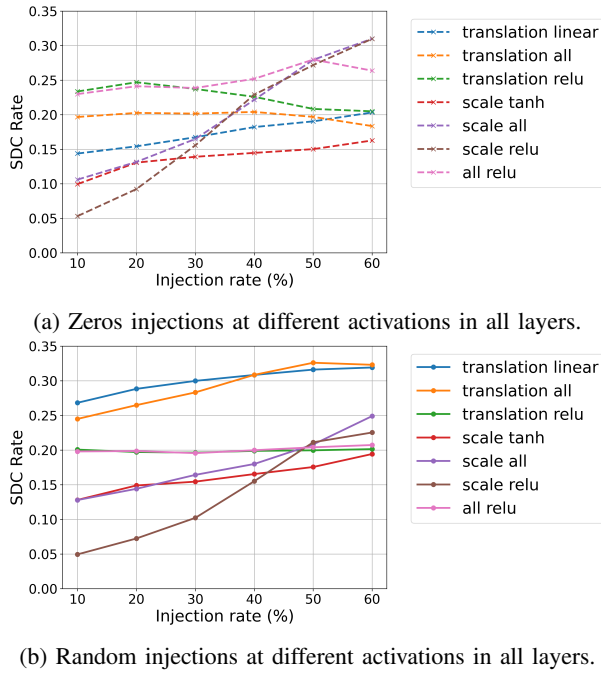 0.35
0.30
0.25
0.20
0.15
0.10
0.05
0.00
SDC Rate
10 20 30 40 50 60
Injection rate (%)
translation linear
translation all
translation relu
scale tanh
scale all
scale relu
all relu
(a) Zeros injections at different activations in all layers.
0.35
0.30
0.25
0.20
0.15
0.10
0.05
0.00
SDC Rate
10 20 30 40 50 60
Injection rate (%)
translation linear
translation all
translation relu
scale tanh
scale all
scale relu
all relu
(b) Random injections at different activations in all layers.